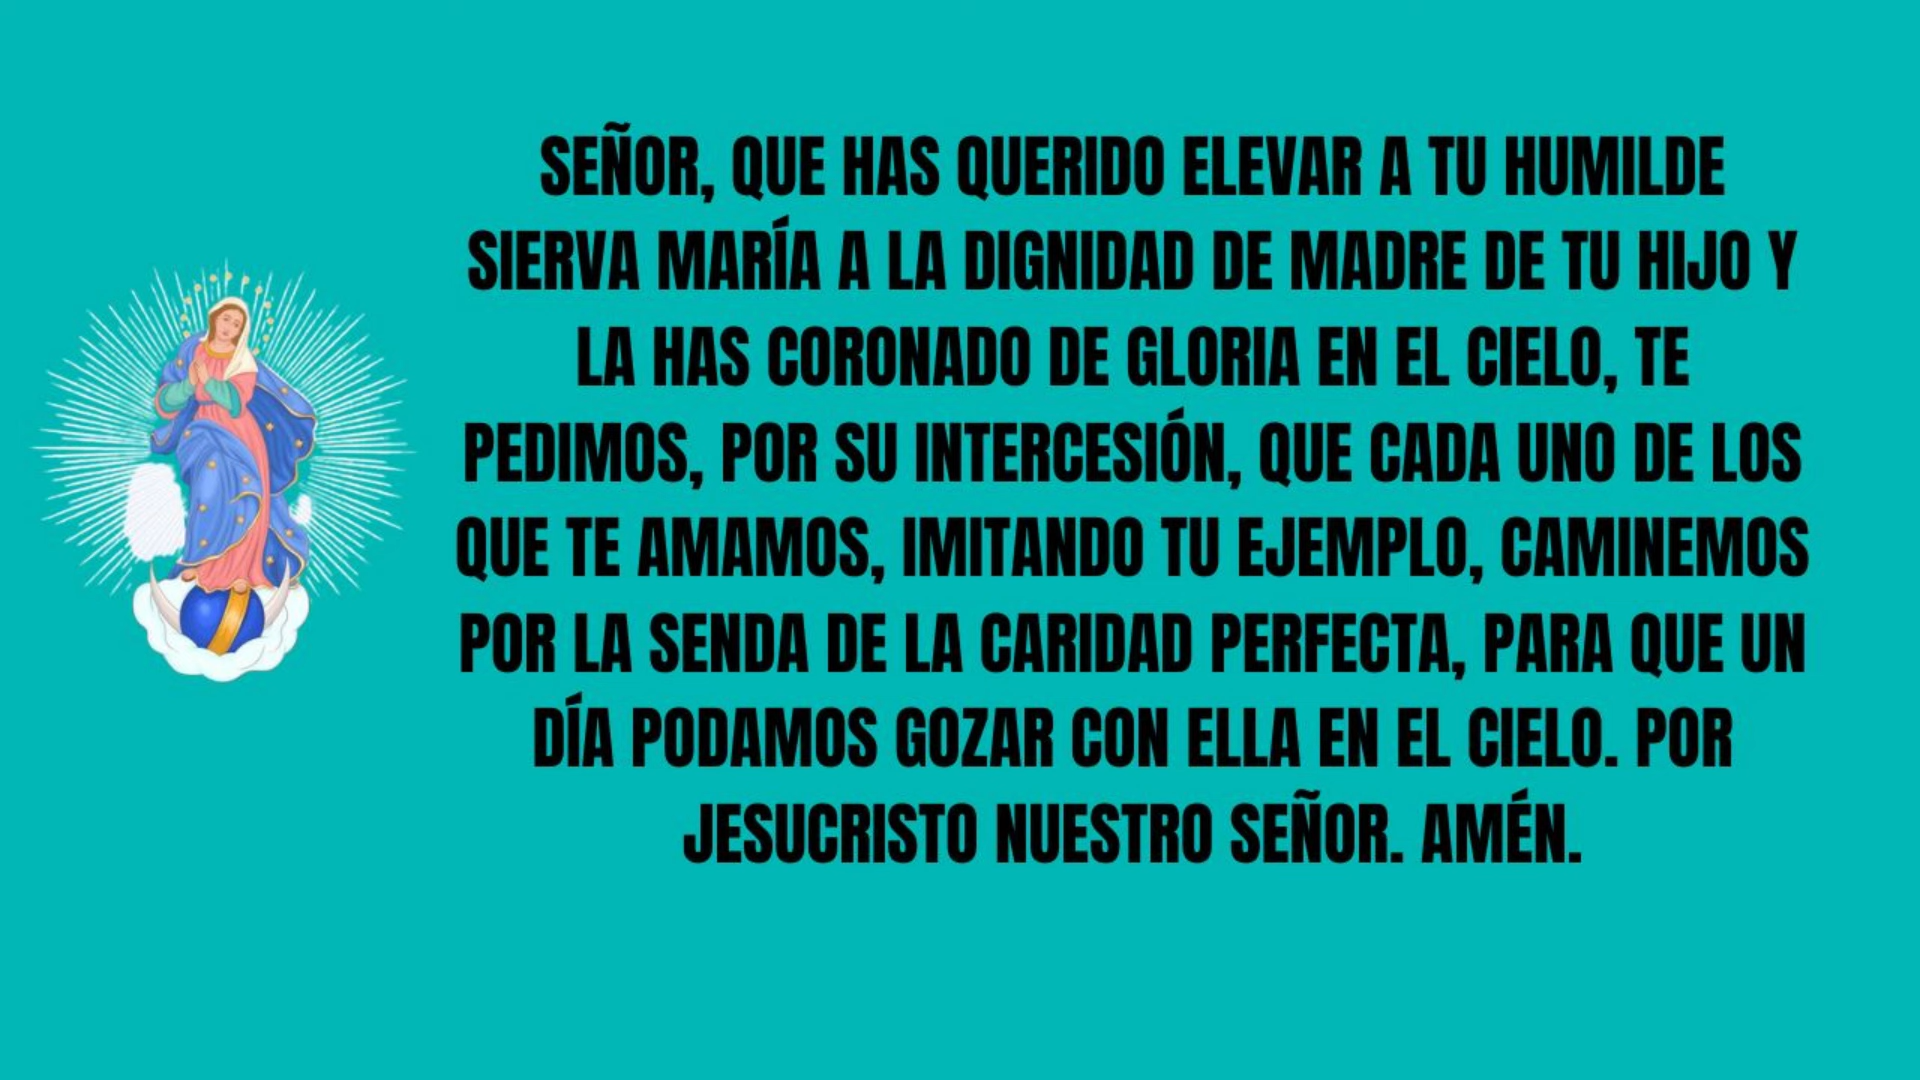 SEÑOR, QUE HAS QUERIDO ELEVAR A TU HUMILDE
SIERVA MARÍA A LA DIGNIDAD DE MADRE DE TU HIJO Y
LA HAS CORONADO DE GLORIA EN EL CIELO, TE
PEDIMOS, POR SU INTERCESIÓN, QUE CADA UNO DE LOS
QUE TE AMAMOS, IMITANDO TU EJEMPLO, CAMINEMOS
POR LA SENDA DE LA CARIDAD PERFECTA, PARA QUE UN
DÍA PODAMOS GOZAR CON ELLA EN EL CIELO. POR
JESUCRISTO NUESTRO SEÑOR. AMÉN.